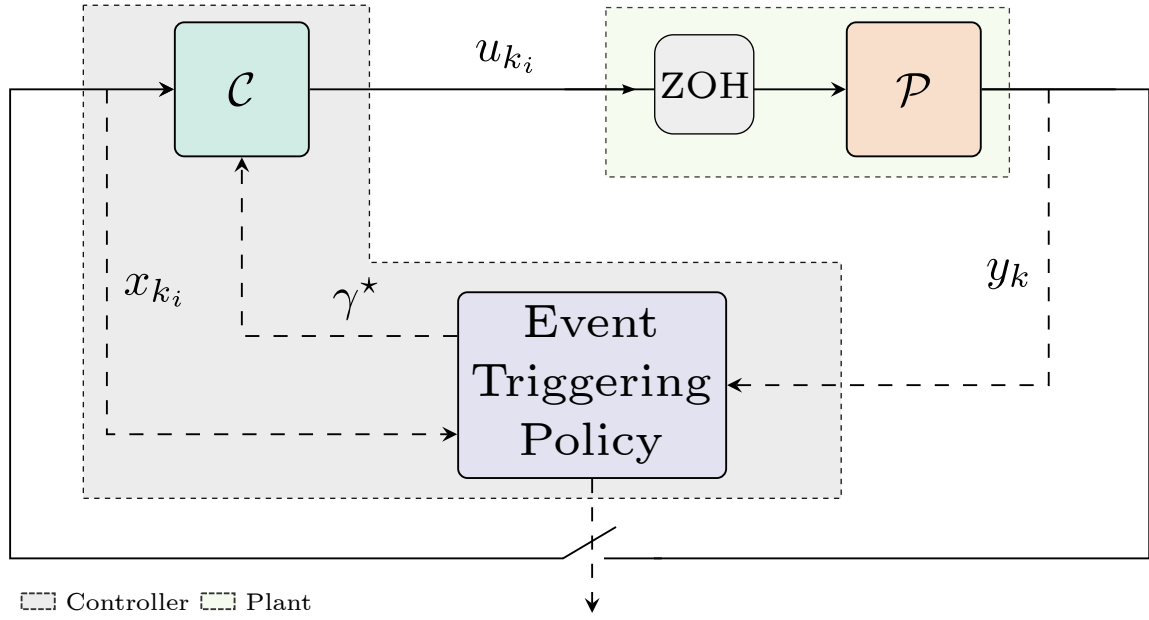 u_{k_i}
𝒞
ZOH
𝒫
x_{k_i}
γ^⋆
y_k
Event
Triggering
Policy
Controller
Plant